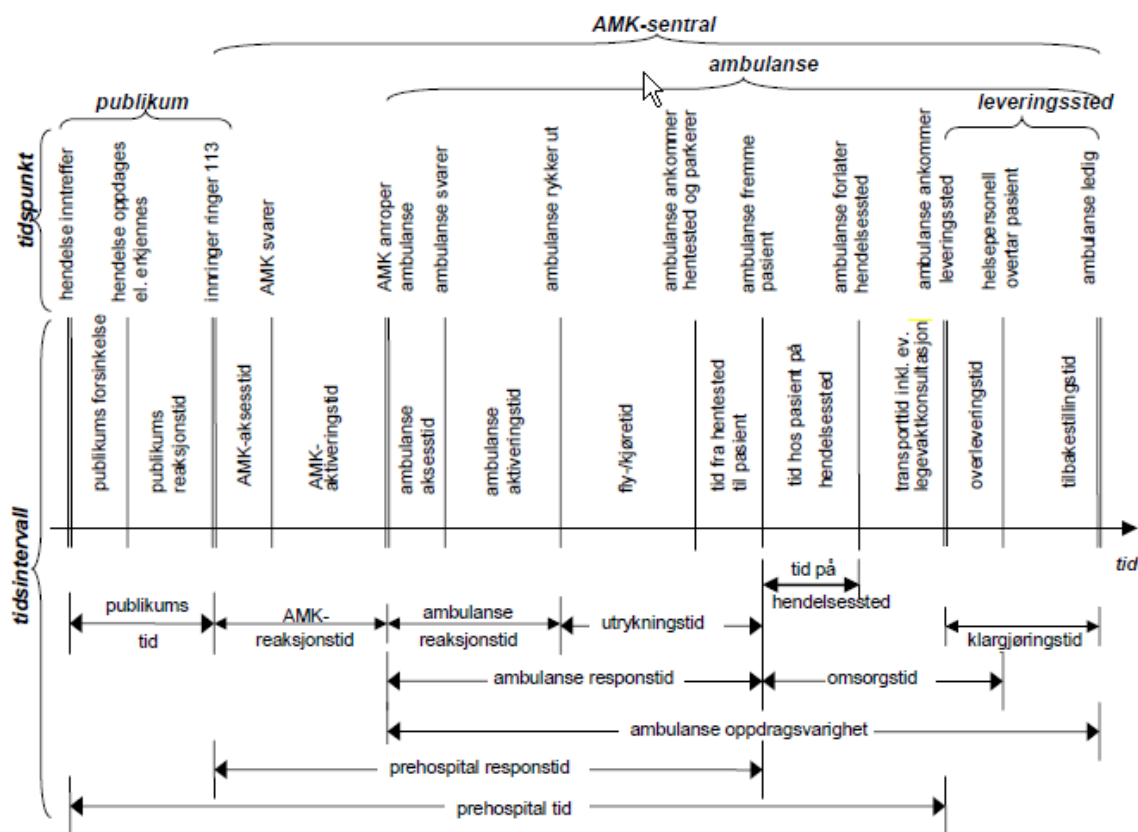 AMK-sentral
ambulanse
publikum
leveringssted
tidspunkt
hendelse inntreffer
hendelse oppdages
el. erkjennes
innringer ringer 113
AMK svarer
AMK anroper
ambulanse
ambulanse svarer
ambulanse rykker ut
ambulanse ankommer
hentested og parkerer
ambulanse fremme
pasient
ambulanse forlater
hendelsessted
ambulanse ankommer
leveringssted
helsepersonell
overtar pasient
ambulanse ledig
tidsintervall
publikums forsinkelse
publikums
reaksjonstid
AMK-aksesstid
AMK-
aktiveringstid
ambulanse
aksesstid
ambulanse
aktiveringstid
fly-/kjøretid
tid fra hentested
til pasient
tid hos pasient på
hendelsessted
transporttid inkl. ev.
legevaktkonsultasjon
overleveringstid
tilbakestillingstid
tid
tid på
hendelsessted
publikums
tid
AMK-
reaksjonstid
ambulanse
reaksjonstid
utrykningstid
klargjøringstid
ambulanse responstid
omsorgstid
ambulanse oppdragsvarighet
prehospital responstid
prehospital tid